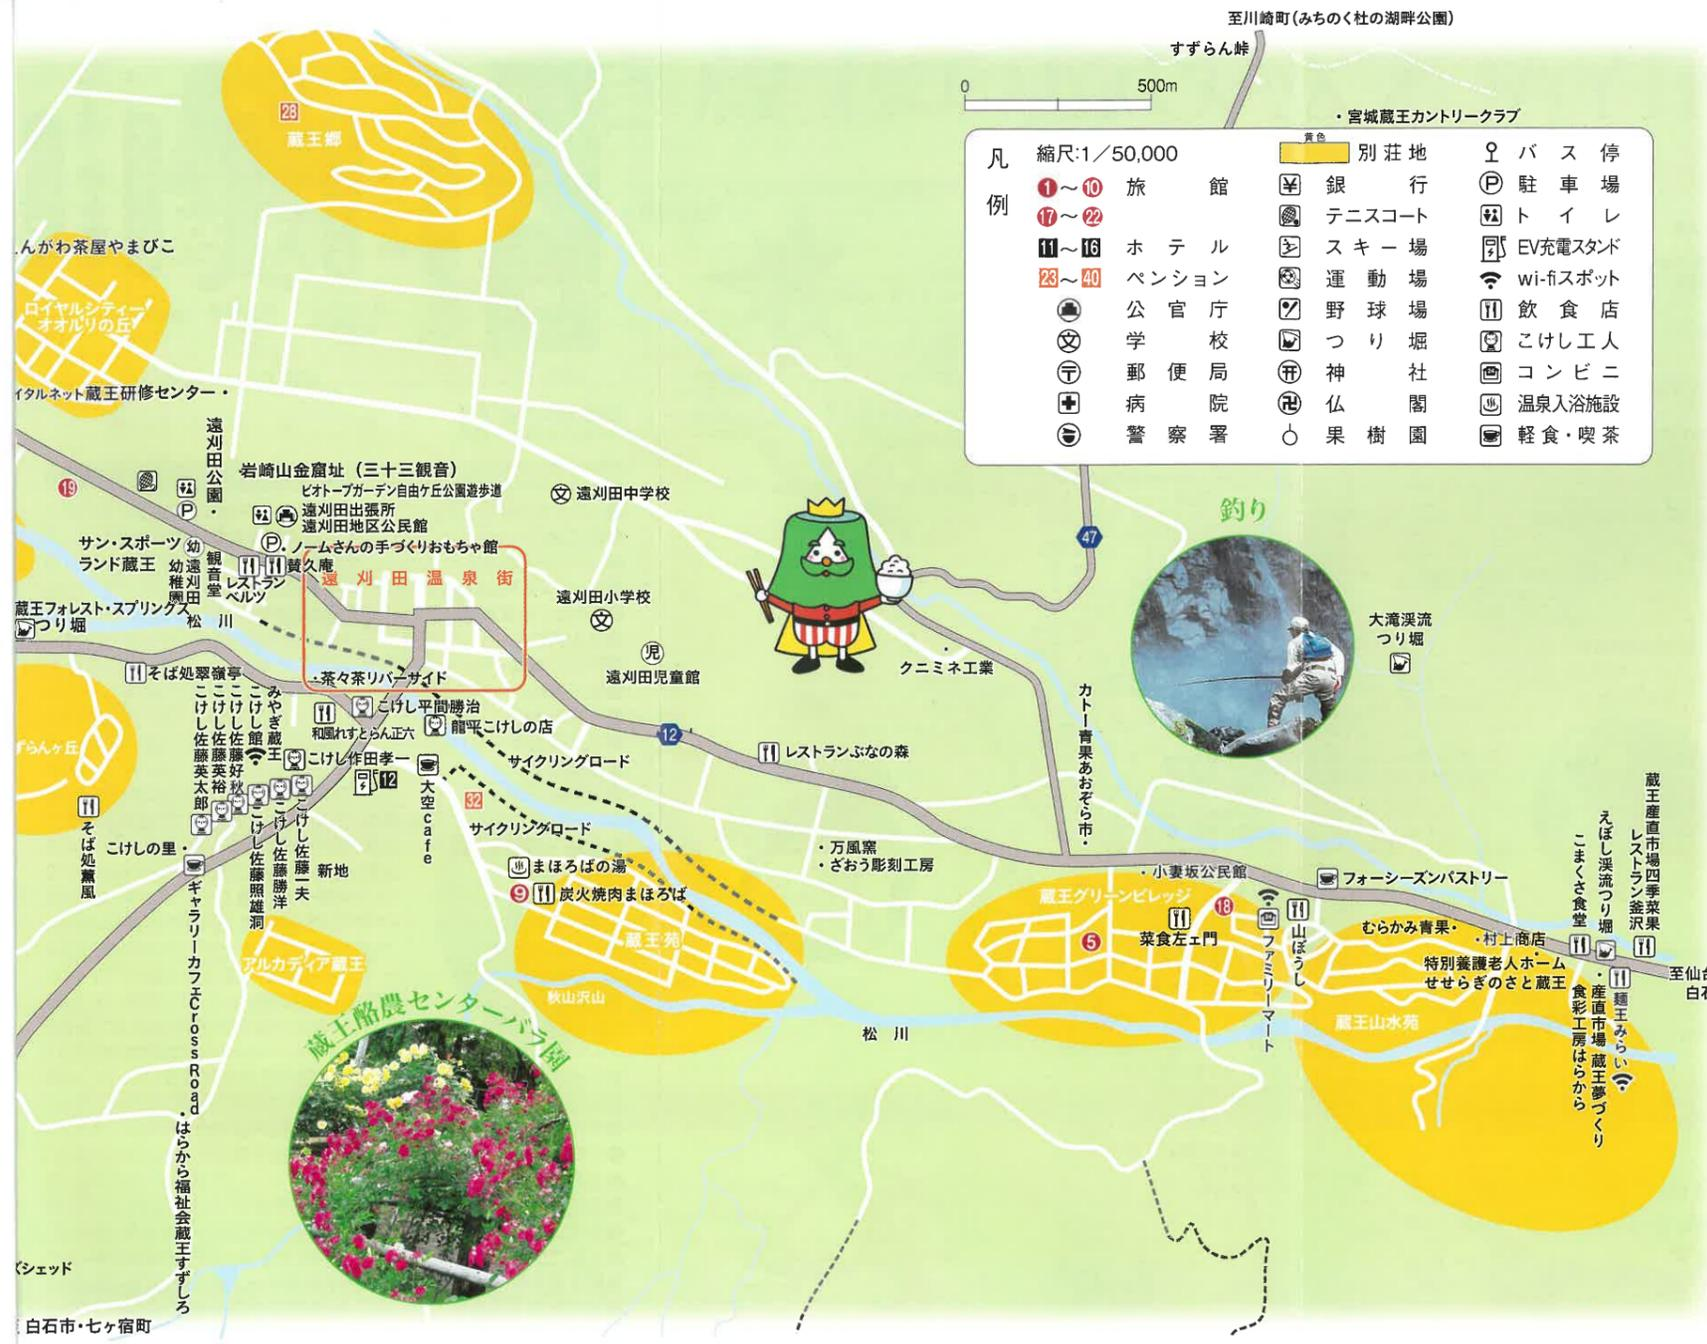 至川崎町(みちのく杜の湖畔公園)
すずらん峠
0 500m
・宮城蔵王カントリークラブ
凡例
縮尺:1/50,000
1～10 旅館
17～22
11～16 ホテル
23～40 ペンション
公官庁
学校
郵便局
病院
警察署
黄色
別荘地
銀行
テニスコート
スキー場
運動場
野球場
つり堀
神社
仏閣
果樹園
バス停
駐車場
トイレ
EV充電スタンド
wi-fiスポット
飲食店
こけし工人
コンビニ
温泉入浴施設
軽食・喫茶
28
蔵王郷
んがわ茶屋やまびこ
ロイヤルシティー
オオルリの丘
イタルネット蔵王研修センター・
遠刈田公園・
19
岩崎山金窟址(三十三観音)
ビオトープガーデン自由ケ丘公園遊歩道
遠刈田出張所
遠刈田地区公民館
・ノームさんの手づくりおもちゃ館
サン・スポーツ
ランド蔵王
幼
遠刈田
幼稚園
観音堂
レストラン
ベルツ
賛久庵
遠刈田温泉街
蔵王フォレスト・スプリングス
つり堀
松川
文 遠刈田中学校
遠刈田小学校
文
児
遠刈田児童館
クニミネ工業
47
釣り
大滝渓流
つり堀
そば処翠嶺亭
・茶々茶リバーサイド
こけし平間勝治
龍平こけしの店
和風れすとらん正六
みやぎ蔵王
こけし館
こけし佐藤好秋
こけし佐藤英裕
こけし佐藤英太郎
こけし作田孝一
12
大空cafe
32
サイクリングロード
サイクリングロード
12
レストランぶなの森
カトー青果あおぞら市・
ずらんヶ丘
そば処薫風
こけしの里・
こけし佐藤一夫
こけし佐藤勝洋
こけし佐藤照雄洞
新地
ギャラリーカフェCrossRoad
まほろばの湯
9 炭火焼肉まほろば
・万風窯
・ざおう彫刻工房
蔵王苑
秋山沢山
アルカディア蔵王
蔵王酪農センターバラ園
松川
・小妻坂公民館
蔵王グリーンビレッジ
18
5
菜食左ェ門
ファミリーマート
山ぼうし
フォーシーズンパストリー
むらかみ青果・
・村上商店
特別養護老人ホーム
せせらぎのさと蔵王
蔵王山水苑
蔵王産直市場四季菜果
レストラン釜沢
えぼし渓流つり堀
こまくさ食堂
至仙台
白石
麺王みらい
・産直市場 蔵王夢づくり
食彩工房はらから
・はらから福祉会蔵王すずしろ
ズシェッド
白石市・七ヶ宿町